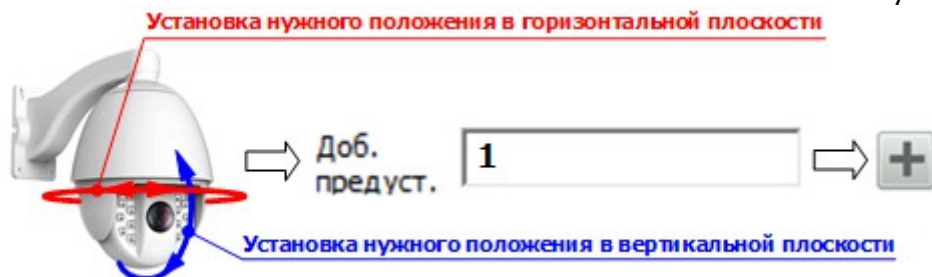 Установка нужного положения в горизонтальной плоскости
Доб.
предуст.
1
Установка нужного положения в вертикальной плоскости